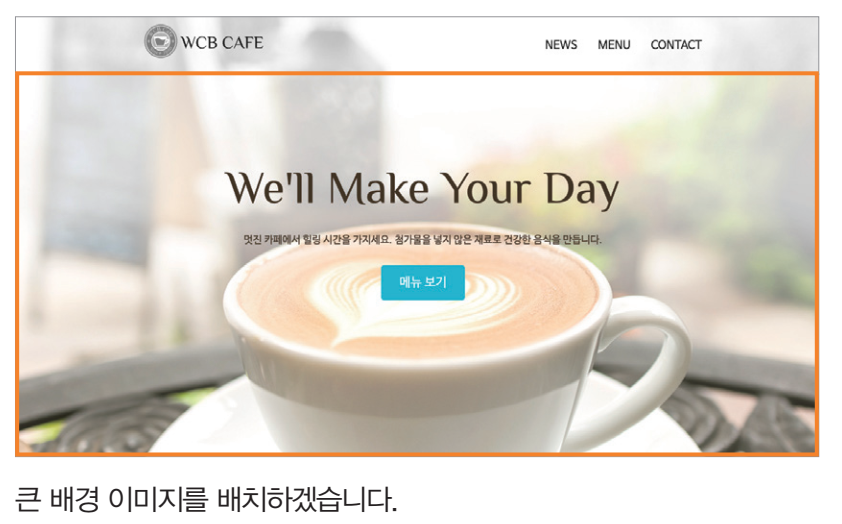 WCB CAFE
NEWS MENU CONTACT
We'll Make Your Day
멋진 카페에서 힐링 시간을 가지세요. 첨가물을 넣지 않은 재료로 건강한 음식을 만듭니다.
메뉴 보기
큰 배경 이미지를 배치하겠습니다.